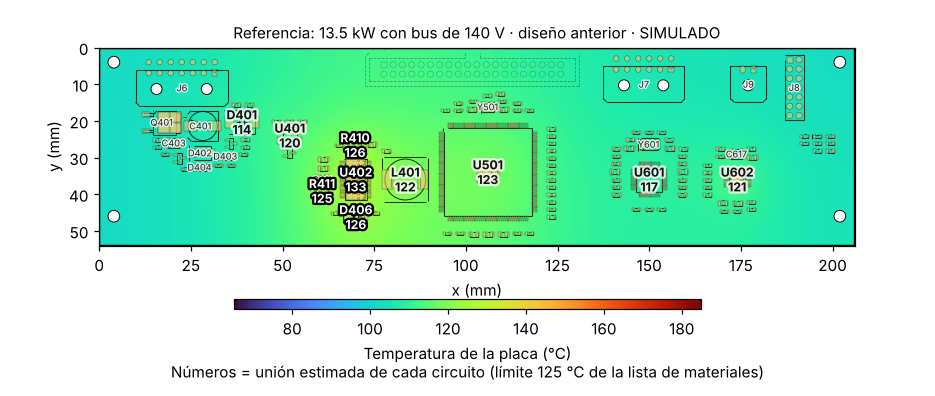 Referencia: 13.5 kW con bus de 140 V · diseño anterior · SIMULADO
0
10
20
30
40
50
y (mm)
J6
J7
J9
J8
Q401
C401
D401
114
U401
120
C403
D402
D403
D404
R410
126
U402
133
R411
125
D406
126
L401
122
Y501
U501
123
Y601
U601
117
C617
U602
121
0 25 50 75 100 125 150 175 200
x (mm)
80 100 120 140 160 180
Temperatura de la placa (°C)
Números = unión estimada de cada circuito (límite 125 °C de la lista de materiales)